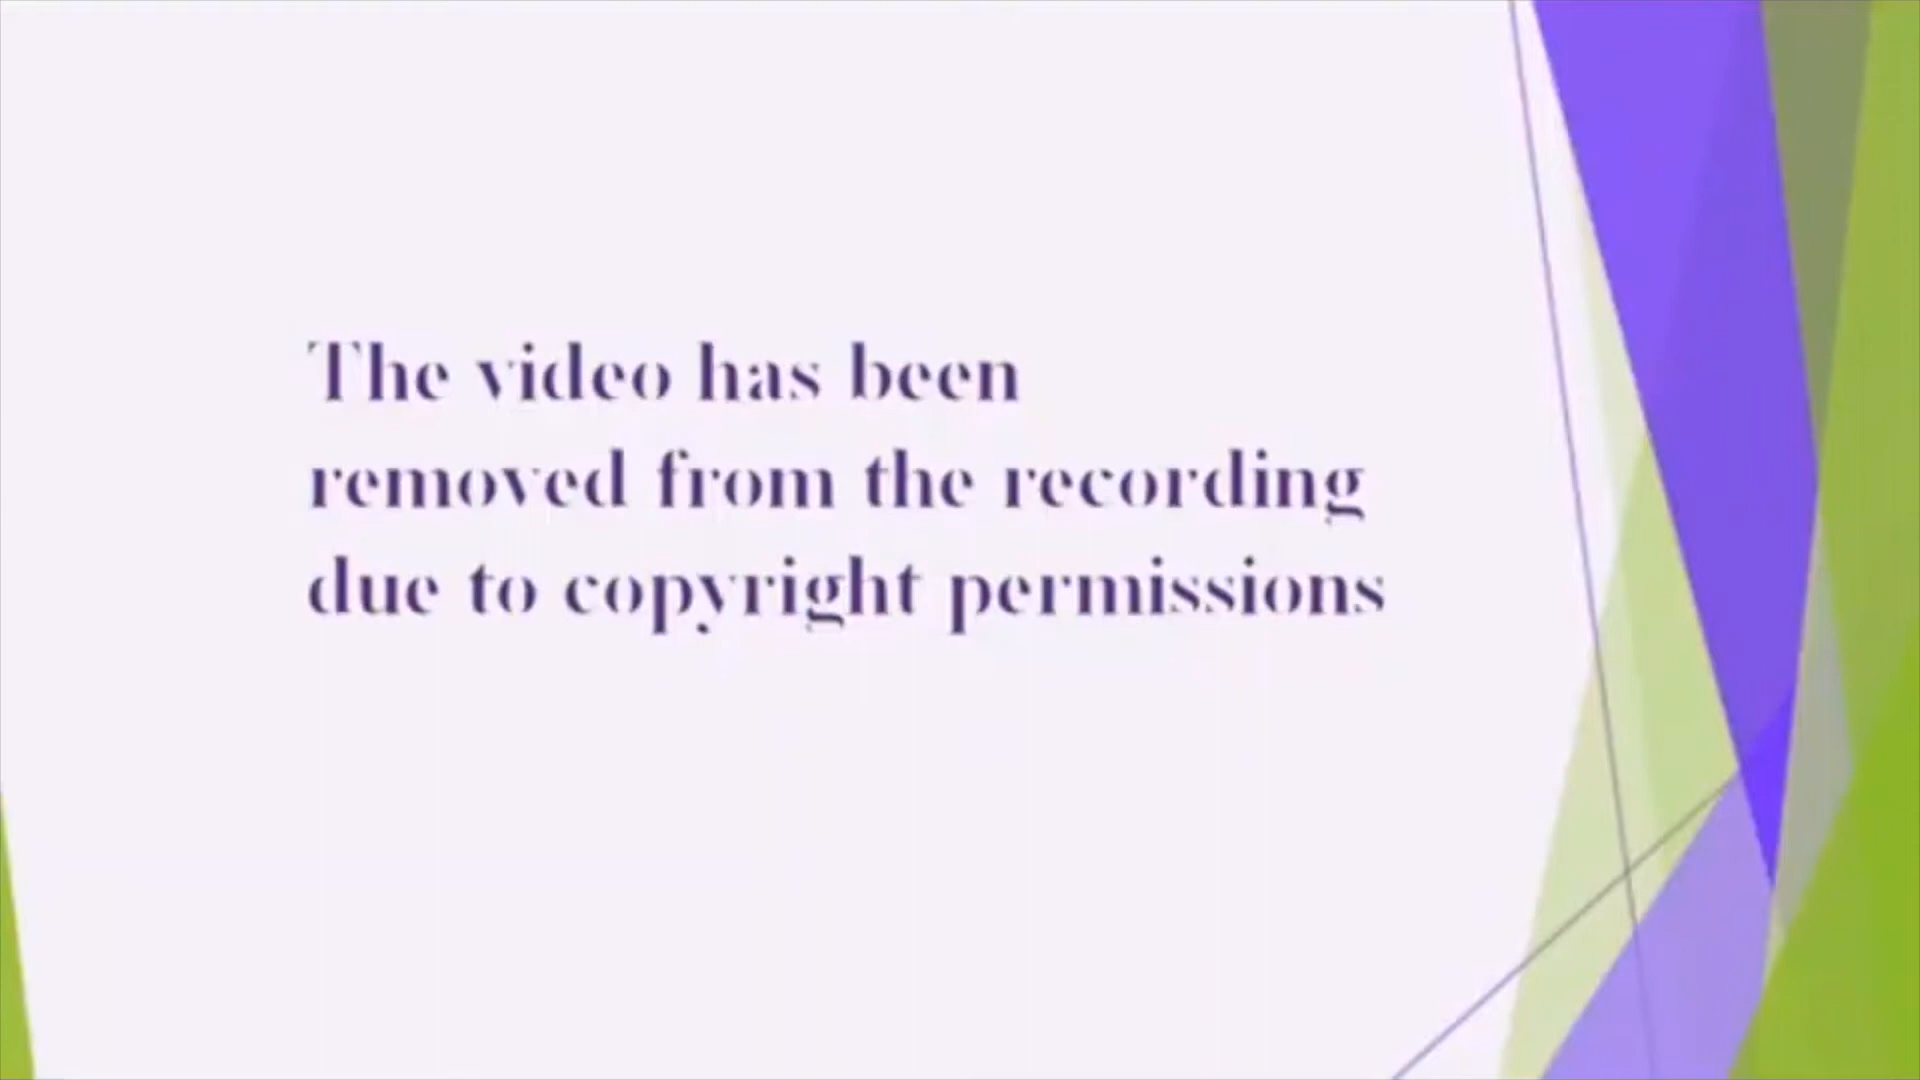 The video has been
removed from the recording
due to copyright permissions